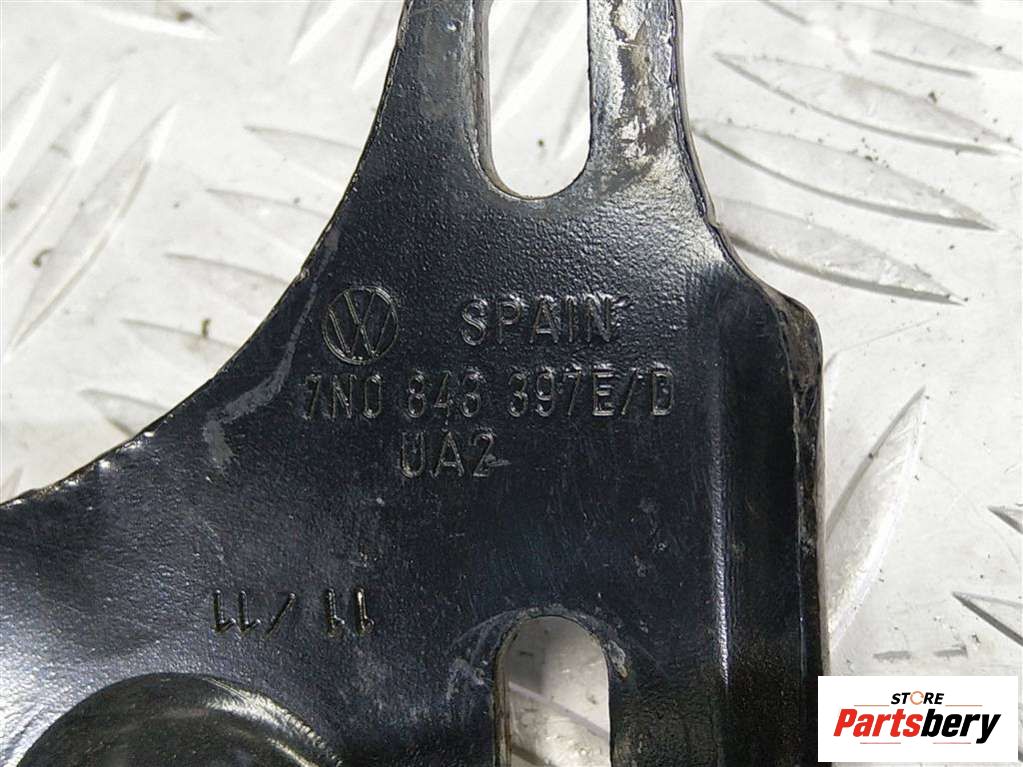 SPAIN
7N0 843 397E/D
UA2
11/11
STORE
Partsbery